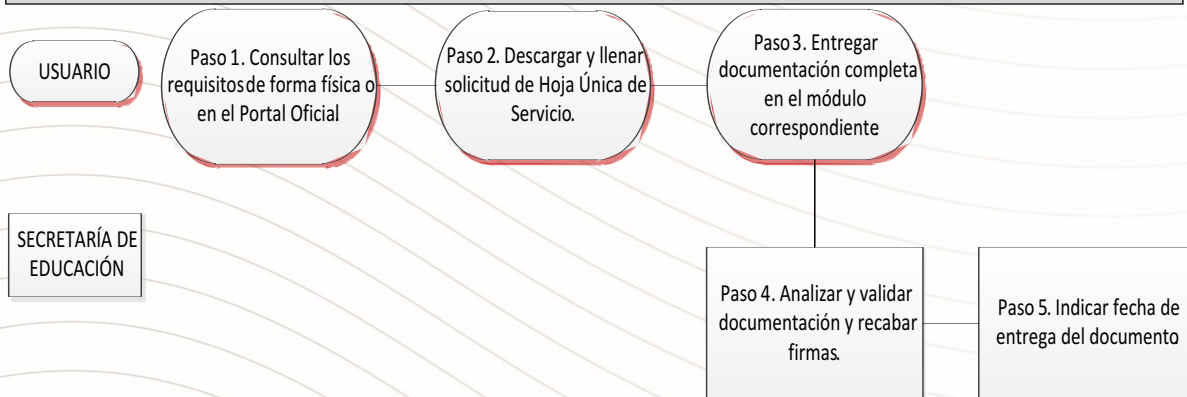 USUARIO
Paso 1. Consultar los
requisitos de forma física o
en el Portal Oficial
Paso 2. Descargar y llenar
solicitud de Hoja Única de
Servicio.
Paso 3. Entregar
documentación completa
en el módulo
correspondiente
SECRETARÍA DE
EDUCACIÓN
Paso 4. Analizar y validar
documentación y recabar
firmas.
Paso 5. Indicar fecha de
entrega del documento